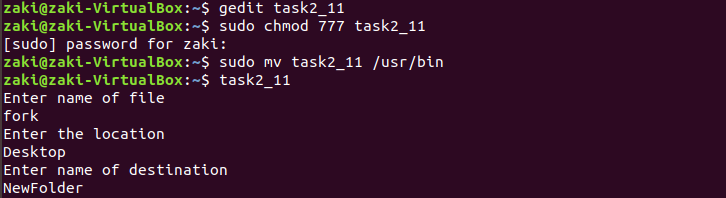 zaki@zaki-VirtualBox:~$ gedit task2_11
zaki@zaki-VirtualBox:~$ sudo chmod 777 task2_11
[sudo] password for zaki:
zaki@zaki-VirtualBox:~$ sudo mv task2_11 /usr/bin
zaki@zaki-VirtualBox:~$ task2_11
Enter name of file
fork
Enter the location
Desktop
Enter name of destination
NewFolder